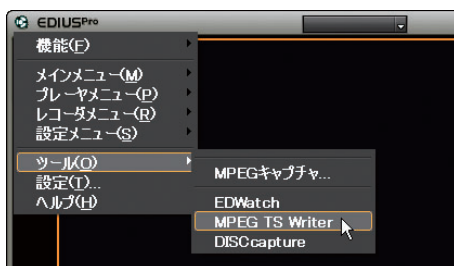 EDIUSPro
機能(F)
メインメニュー(M)
プレーヤメニュー(P)
レコーダメニュー(R)
設定メニュー(S)
ツール(O)
設定(T)...
ヘルプ(H)
MPEGキャプチャ...
EDWatch
MPEG TS Writer
DISCcapture